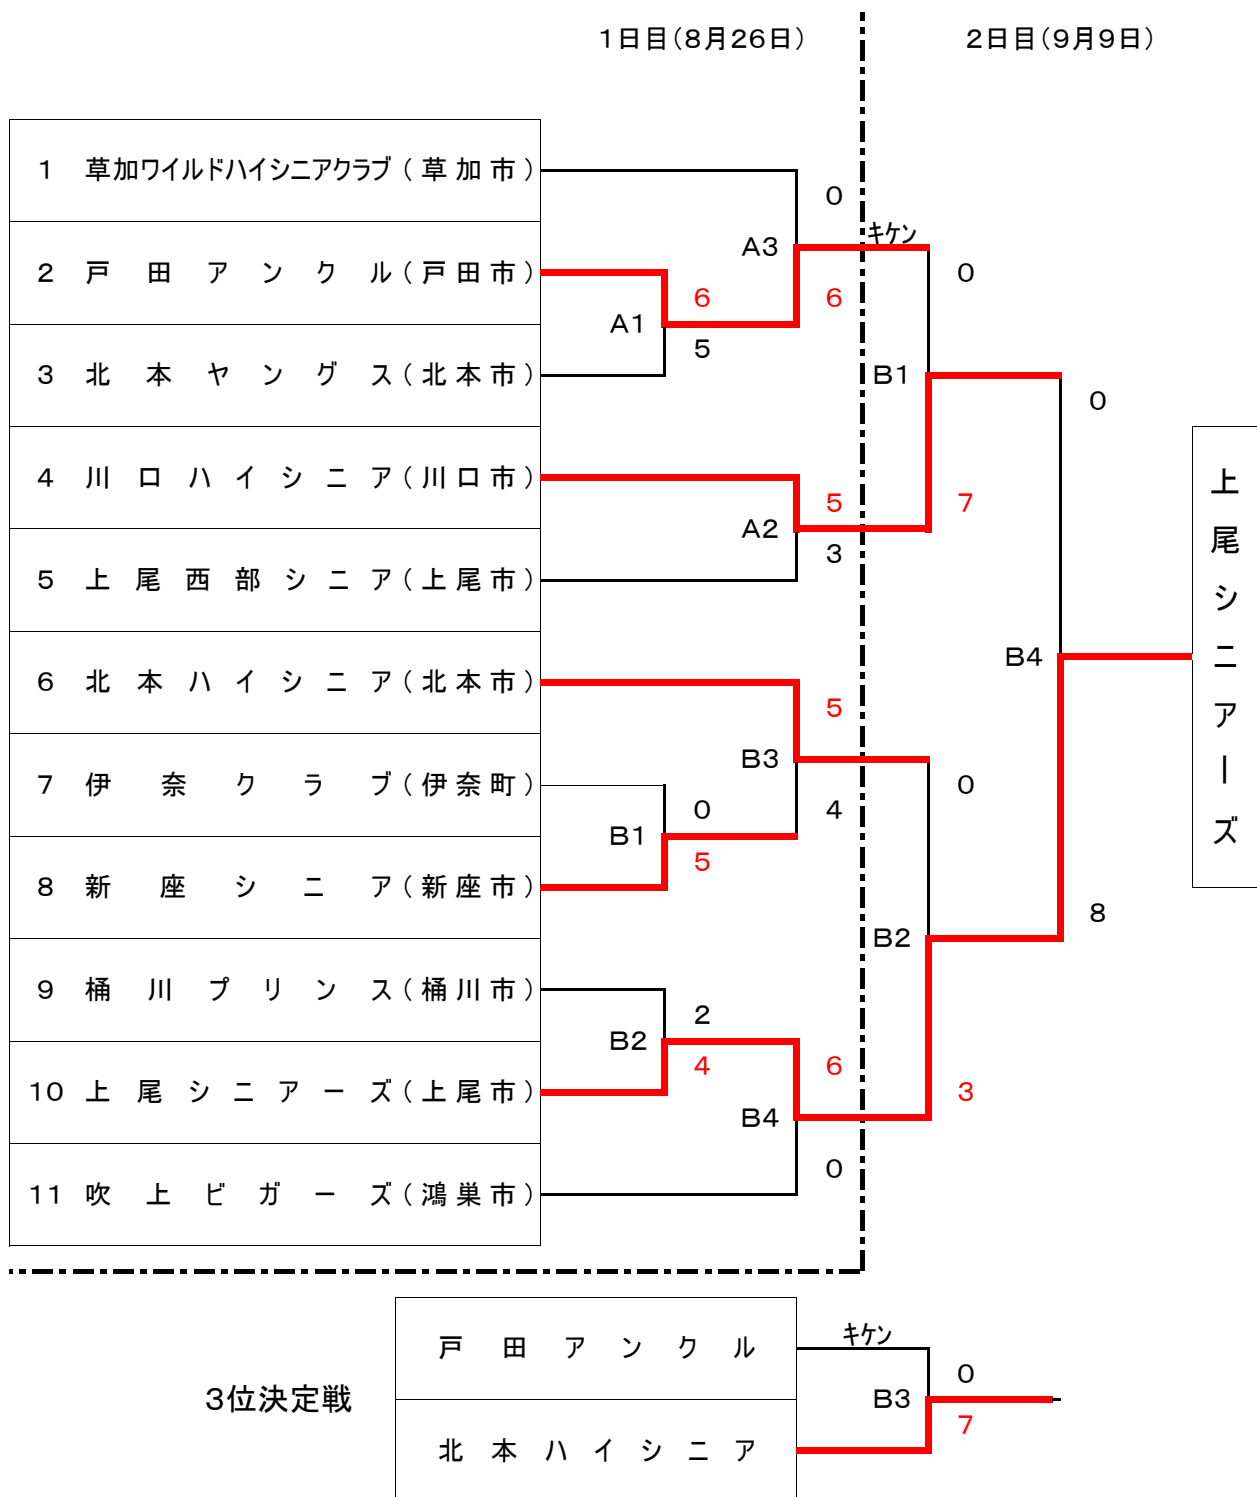 1日目(8月26日)
2日目(9月9日)
1 草加ワイルドハイシニアクラブ(草加市)
0
キケン
A3
0
2 戸田アンクル(戸田市)
6
6
A1
5
3 北本ヤングス(北本市)
B1
0
4 川口ハイシニア(川口市)
5
7
A2
3
5 上尾西部シニア(上尾市)
B4
上尾シニアーズ
6 北本ハイシニア(北本市)
5
B3
0
7 伊奈クラブ(伊奈町)
0
4
B1
5
8 新座シニア(新座市)
8
B2
9 桶川プリンス(桶川市)
2
B2
4
6
3
10 上尾シニアーズ(上尾市)
B4
0
11 吹上ビガーズ(鴻巣市)
3位決定戦
戸田アンクル
キケン
0
B3
7
北本ハイシニア